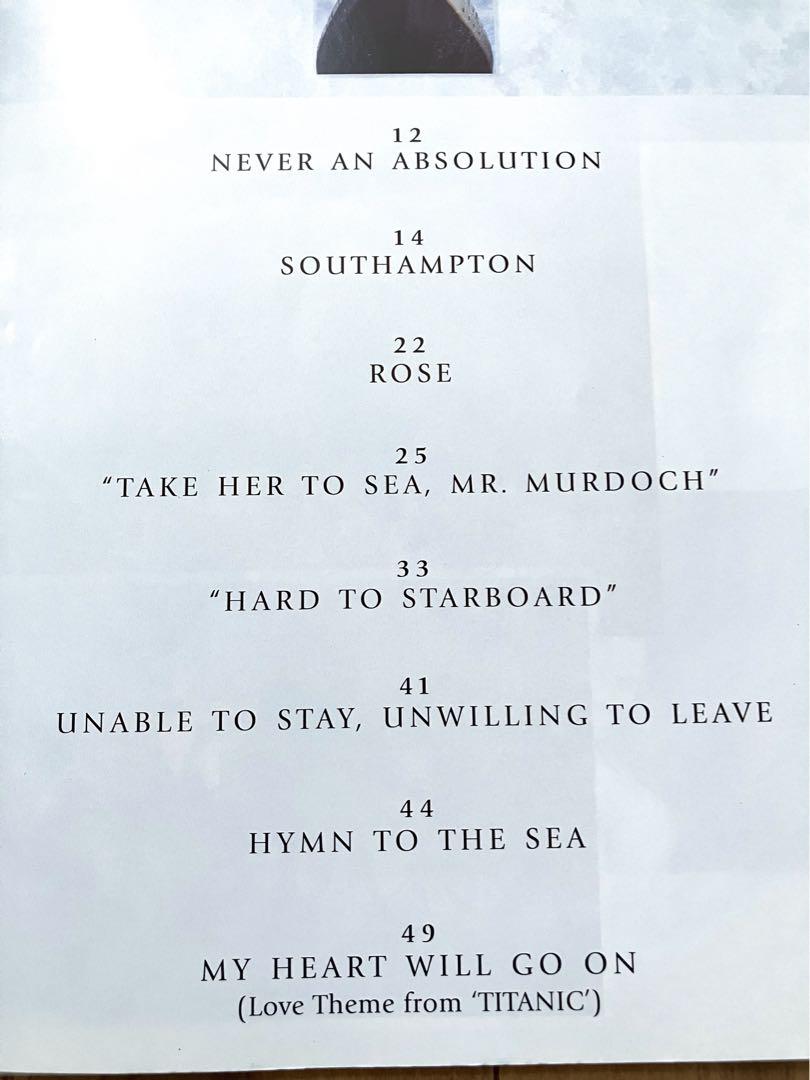 12
NEVER AN ABSOLUTION
14
SOUTHAMPTON
22
ROSE
25
“TAKE HER TO SEA, MR. MURDOCH”
33
“HARD TO STARBOARD”
41
UNABLE TO STAY, UNWILLING TO LEAVE
44
HYMN TO THE SEA
49
MY HEART WILL GO ON
(Love Theme from ‘TITANIC’)